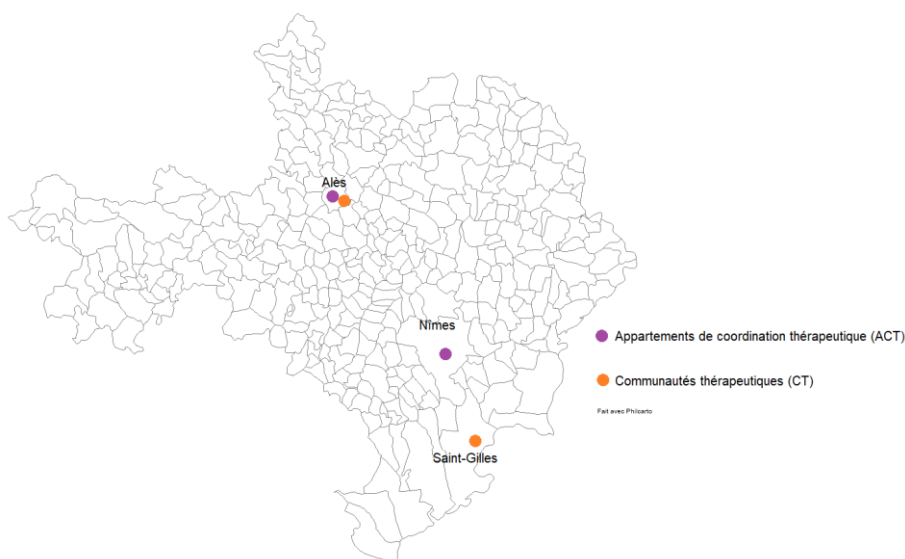 Alès
Nîmes
Appartements de coordination thérapeutique (ACT)
Communautés thérapeutiques (CT)
Fait avec Philcarto
Saint-Gilles